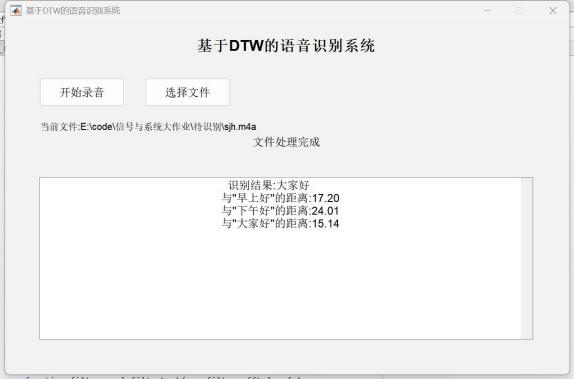 基于DTW的语音识别系统
基于DTW的语音识别系统
开始录音
选择文件
当前文件:E:\code\信号与系统大作业\待识别\sjh.m4a
文件处理完成
识别结果:大家好
与"早上好"的距离:17.20
与"下午好"的距离:24.01
与"大家好"的距离:15.14